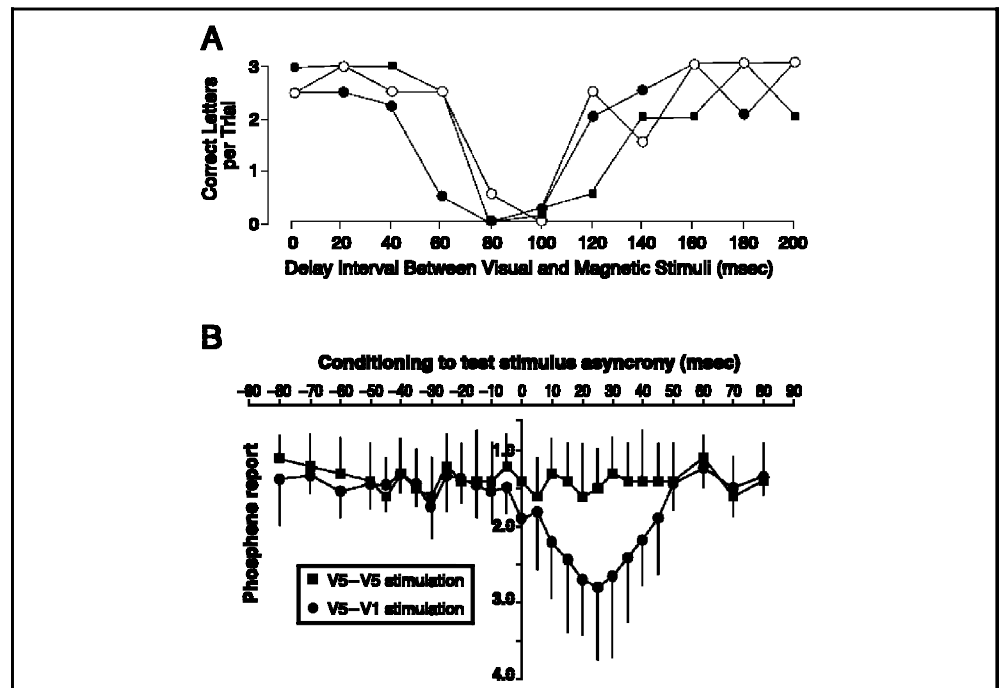 A
3
2
1
0
Correct Letters
per Trial
0 20 40 60 80 100 120 140 160 180 200
Delay Interval Between Visual and Magnetic Stimuli (msec)
B
Conditioning to test stimulus asyncrony (msec)
−90 −80 −70 −60 −50 −40 −30 −20 −10 0 10 20 30 40 50 60 70 80 90
Phosphene report
1.0
2.0
3.0
4.0
V5–V5 stimulation
V5–V1 stimulation